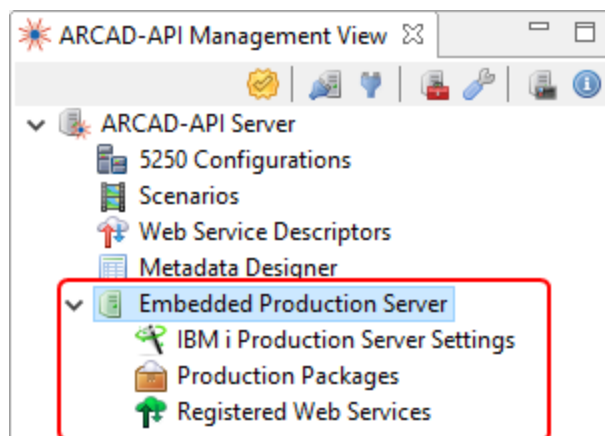 ARCAD-API Management View
ARCAD-API Server
5250 Configurations
Scenarios
Web Service Descriptors
Metadata Designer
Embedded Production Server
IBM i Production Server Settings
Production Packages
Registered Web Services